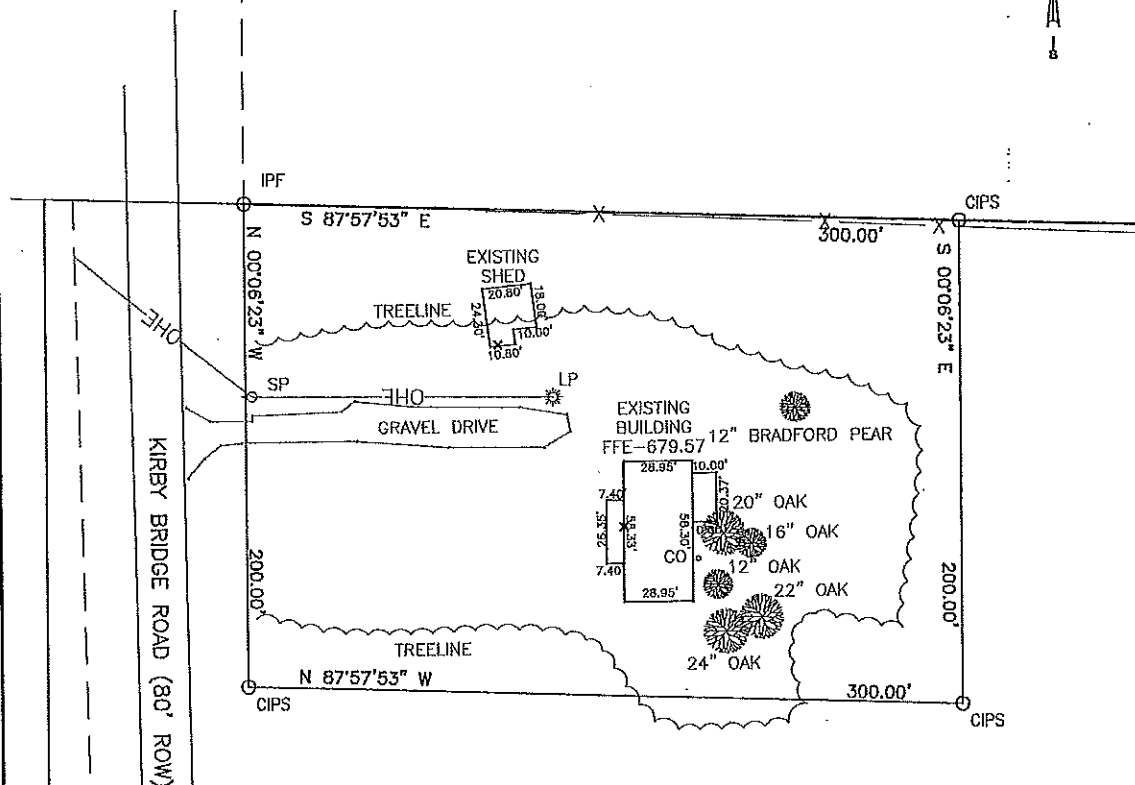 IPF
CIPS
S 87°57'53" E
300.00'
N 00°06'23" W
S 00°06'23" E
EXISTING
SHED
20.80'
18.00'
24.30'
10.00'
10.80'
TREELINE
OHE
SP
OHE
LP
GRAVEL DRIVE
EXISTING
BUILDING
FFE-679.57
12" BRADFORD PEAR
28.95'
10.00'
20.37'
7.40'
25.35'
58.33'
58.30'
7.40'
28.95'
CO
20" OAK
16" OAK
12" OAK
22" OAK
24" OAK
KIRBY BRIDGE ROAD (80' ROW)
200.00'
200.00'
TREELINE
N 87°57'53" W
300.00'
CIPS
CIPS